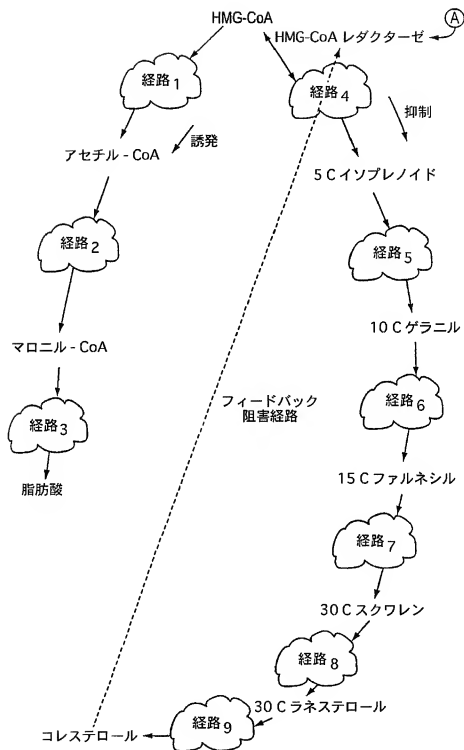 HMG-CoA
HMG-CoA レダクターゼ
A
経路1
経路4
抑制
誘発
アセチル - CoA
5 C イソプレノイド
経路2
経路5
10 C ゲラニル
マロニル - CoA
経路6
フィードバック
阻害経路
経路3
脂肪酸
15 C ファルネシル
経路7
30 C スクワレン
経路8
30 C ラネステロール
経路9
コレステロール